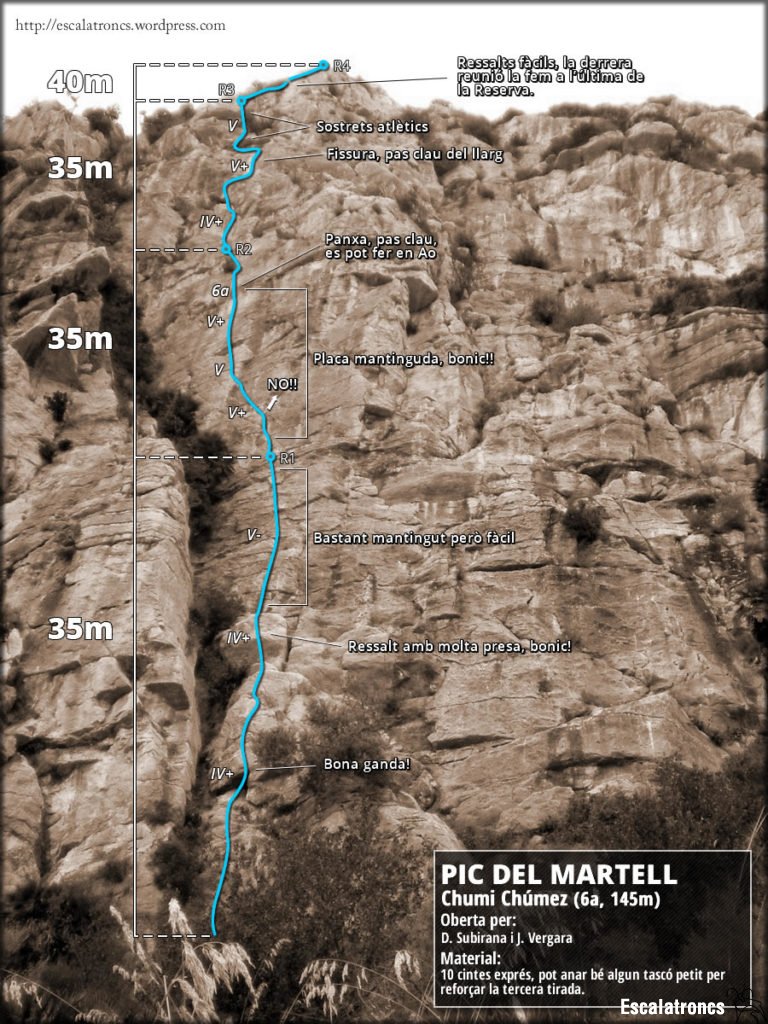 http://escalatroncs.wordpress.com
R4
Ressalts fàcils, la derrera
reunió la fem a l'última de
la Reserva.
40m
R3
V
Sostrets atlètics
Fissura, pas clau del llarg
V+
35m
IV+
Panxa, pas clau,
es pot fer en Ao
R2
6a
V+
35m
Placa mantinguda, bonic!!
V
NO!!
V+
R1
V-
Bastant mantingut però fàcil
35m
IV+
Ressalt amb molta presa, bonic!
Bona ganda!
IV+
PIC DEL MARTELL
Chumi Chúmez (6a, 145m)
Oberta per:
D. Subirana i J. Vergara
Material:
10 cintes exprés, pot anar bé algun tascó petit per
reforçar la tercera tirada.
Escalatroncs